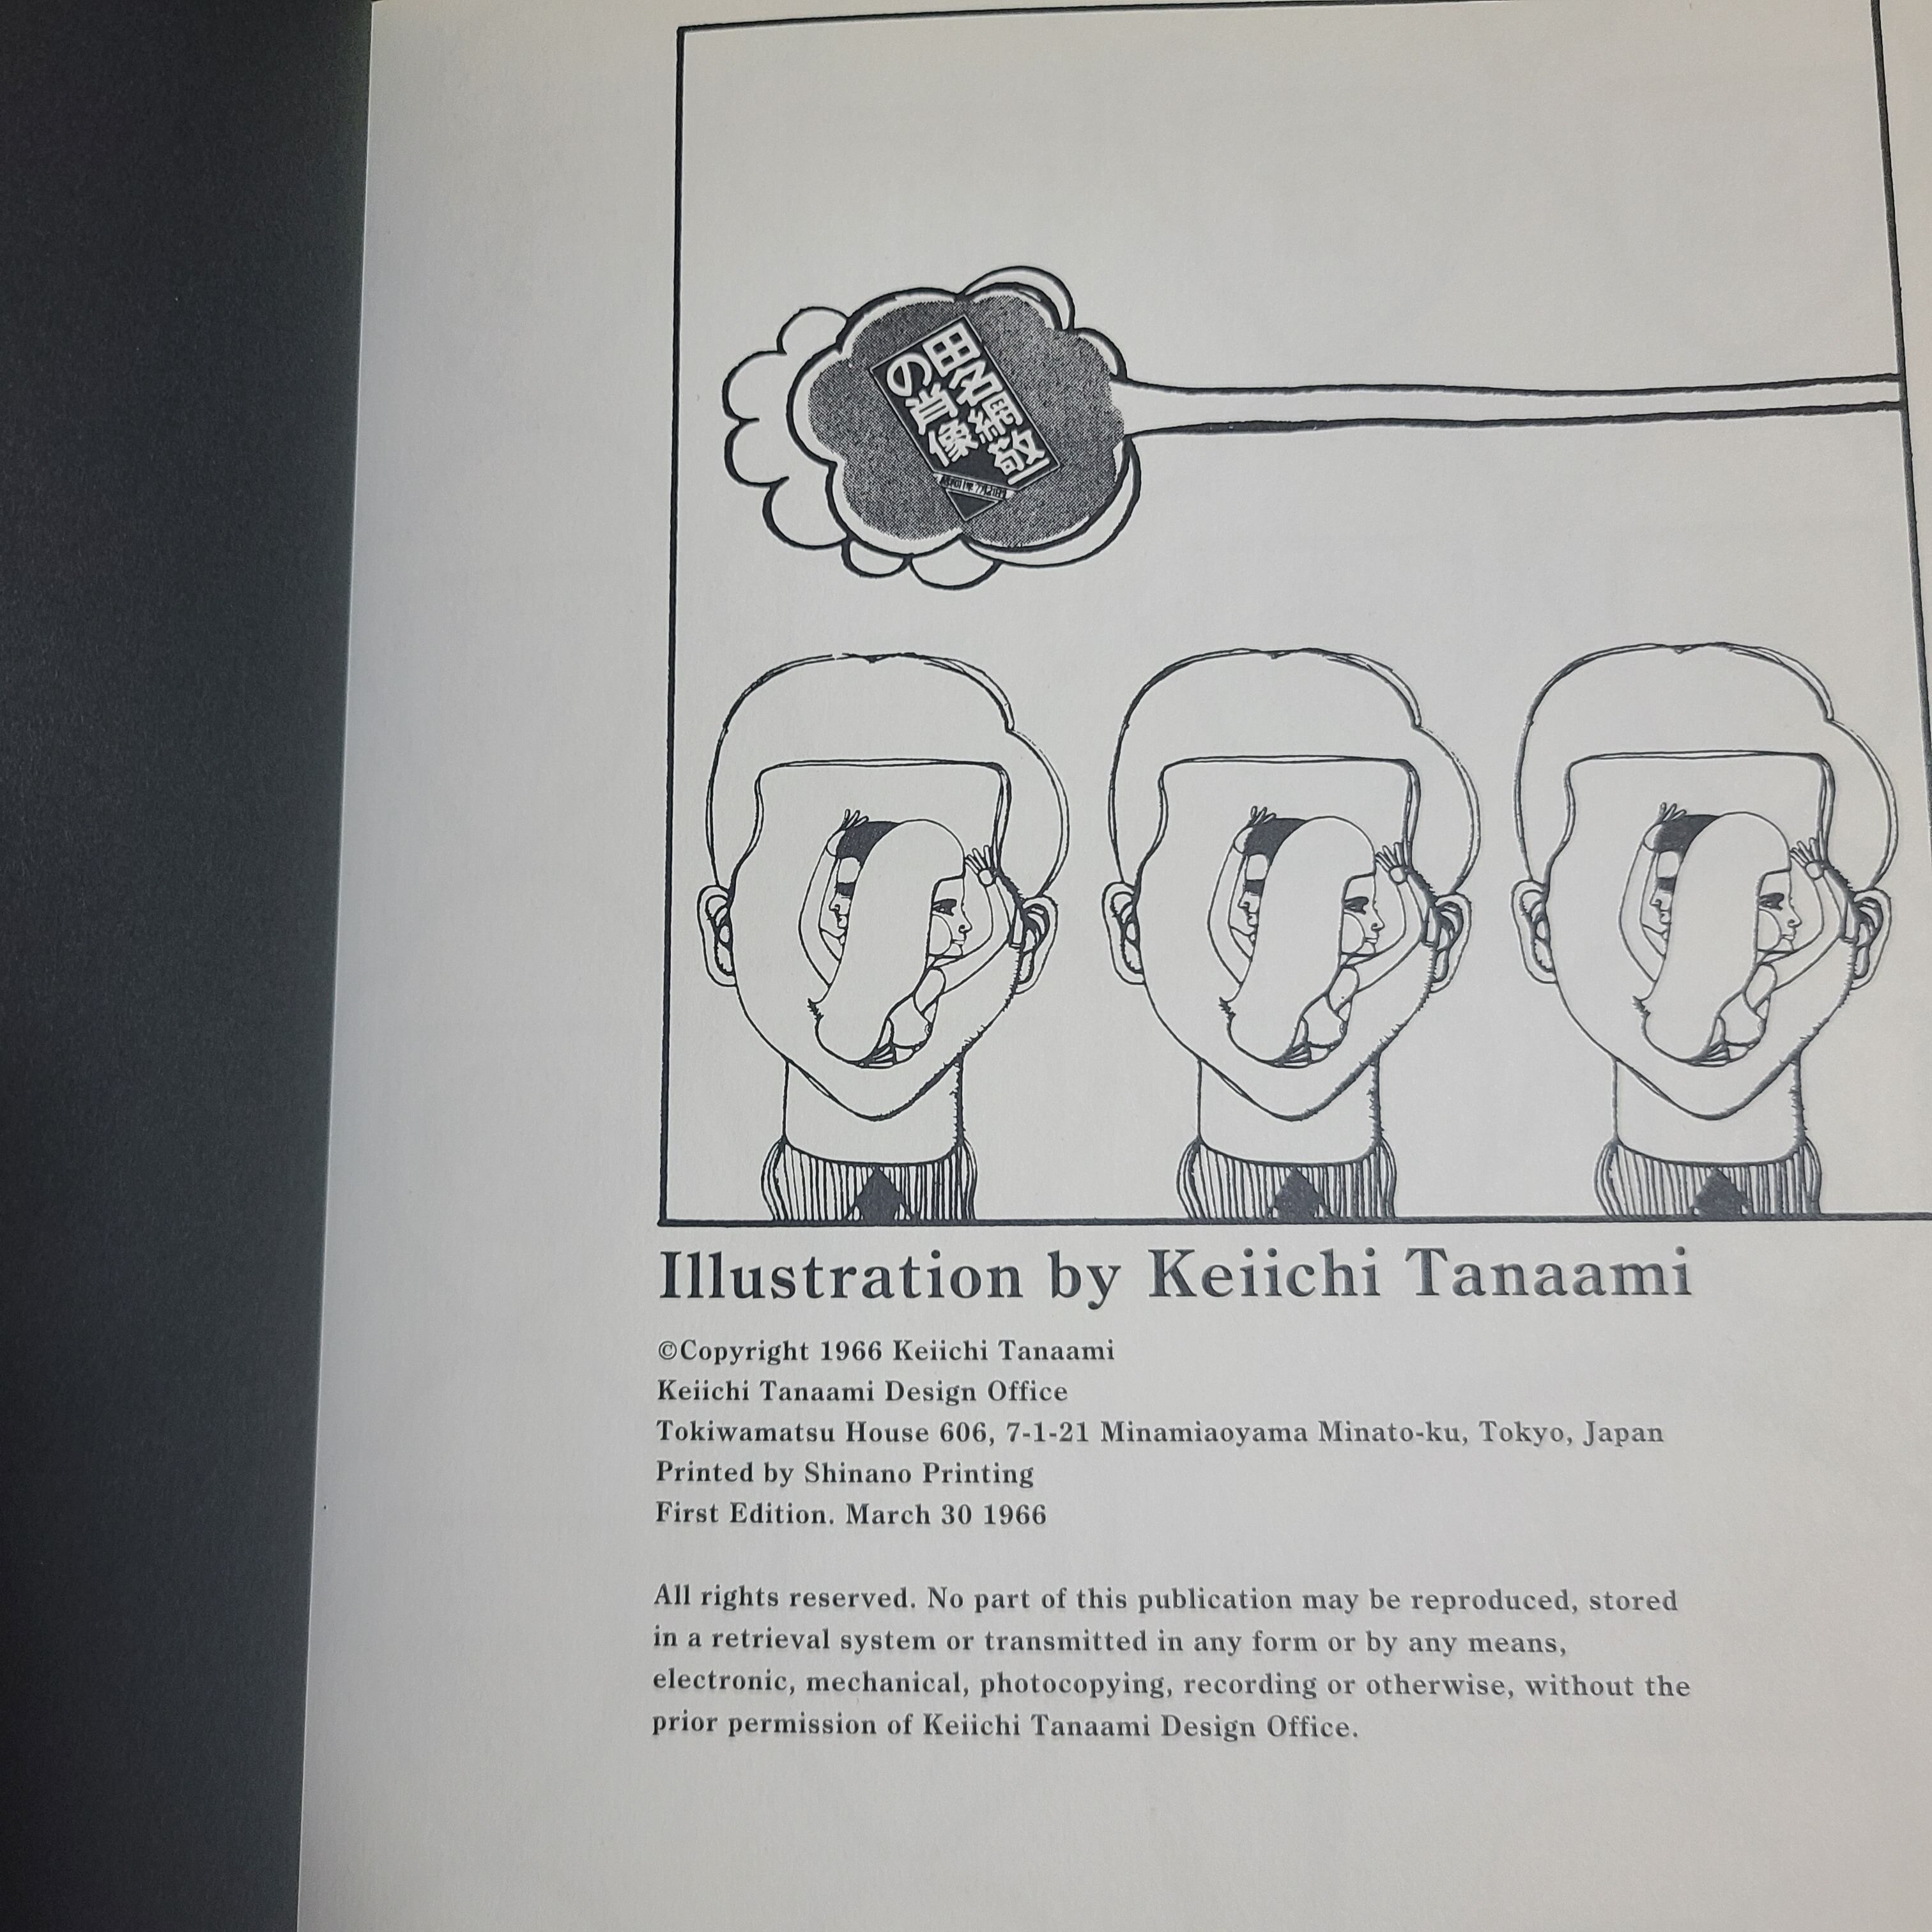 田名網敬一
の肖像
Illustration by Keiichi Tanaami
©Copyright 1966 Keiichi Tanaami
Keiichi Tanaami Design Office
Tokiwamatsu House 606, 7-1-21 Minamiaoyama Minato-ku, Tokyo, Japan
Printed by Shinano Printing
First Edition. March 30 1966
All rights reserved. No part of this publication may be reproduced, stored
in a retrieval system or transmitted in any form or by any means,
electronic, mechanical, photocopying, recording or otherwise, without the
prior permission of Keiichi Tanaami Design Office.